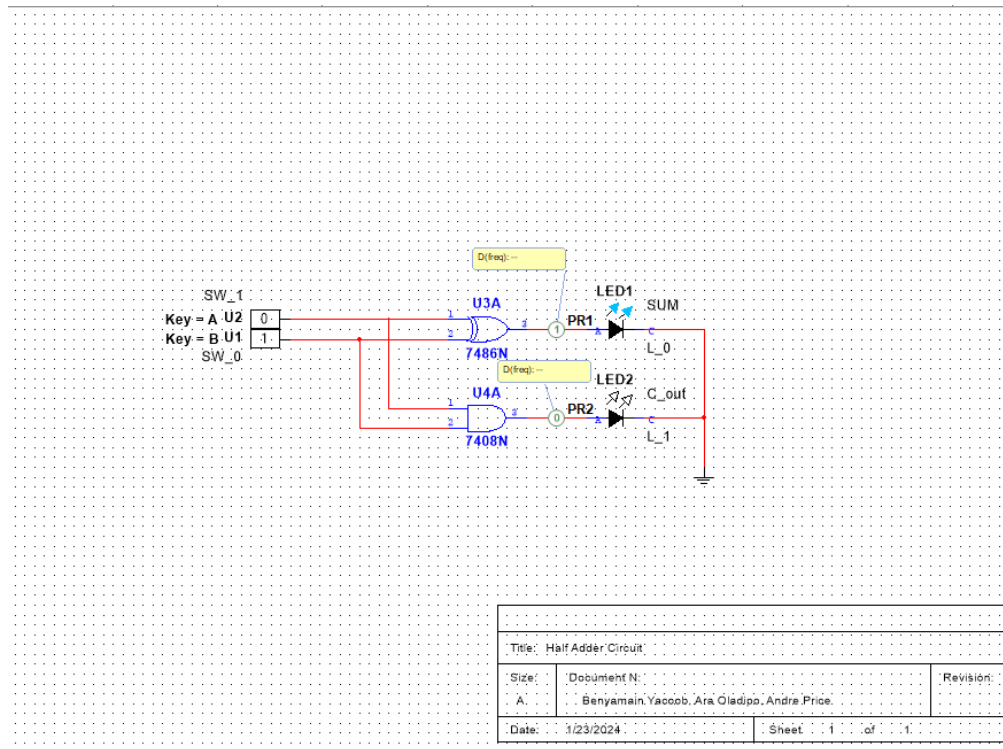 D(freq): --
LED1
SUM
SW_1
U3A
Key = A U2 0
1
2
3
1
PR1
A
C
Key = B U1 1
SW_0
7486N
L_0
D(freq): --
LED2
U4A
C_out
1
2
3
0
PR2
A
C
7408N
L_1
Title: Half Adder Circuit
Size: Document N: Revision:
A Benyamain Yacoob, Ara Oladipo, Andre Price
Date: 1/23/2024 Sheet 1 of 1